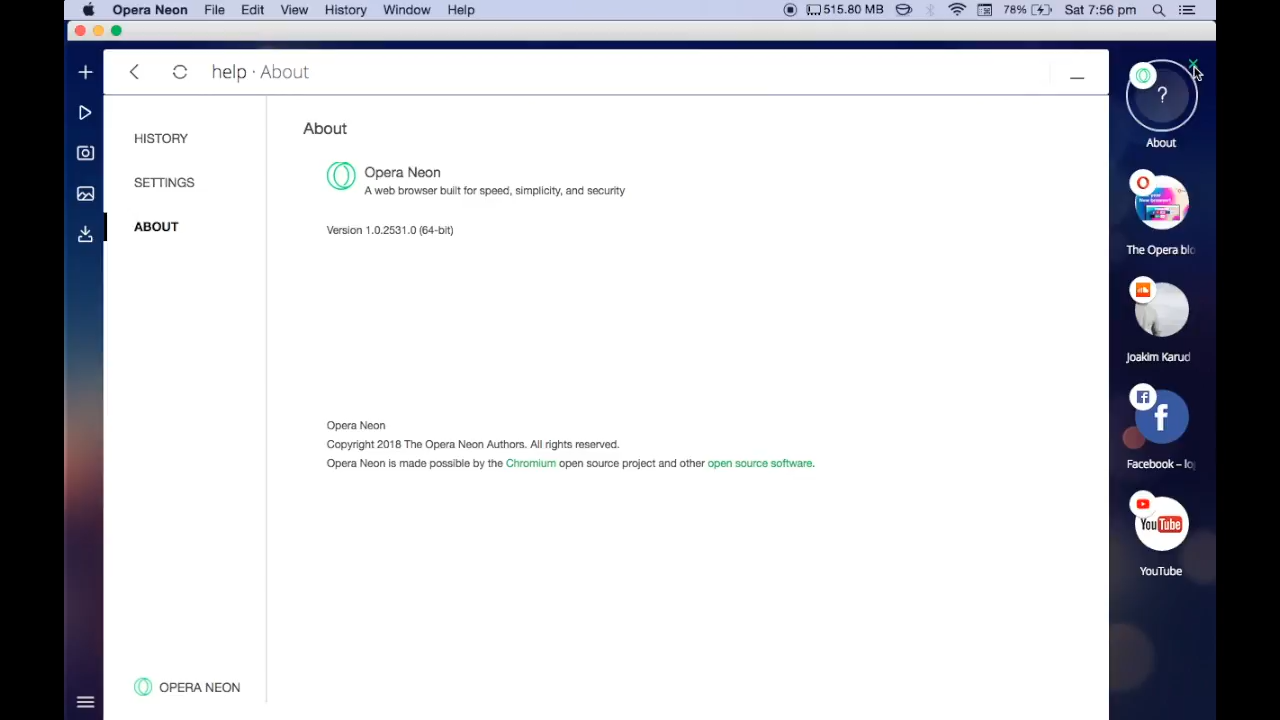 Opera Neon File Edit View History Window Help 515.80 MB 78% Sat 7:56 pm
help · About
HISTORY
SETTINGS
ABOUT
About
Opera Neon
A web browser built for speed, simplicity, and security
Version 1.0.2531.0 (64-bit)
Opera Neon
Copyright 2018 The Opera Neon Authors. All rights reserved.
Opera Neon is made possible by the Chromium open source project and other open source software.
OPERA NEON
?
About
The Opera blo
Joakim Karud
f
Facebook – lo
YouTube
YouTube